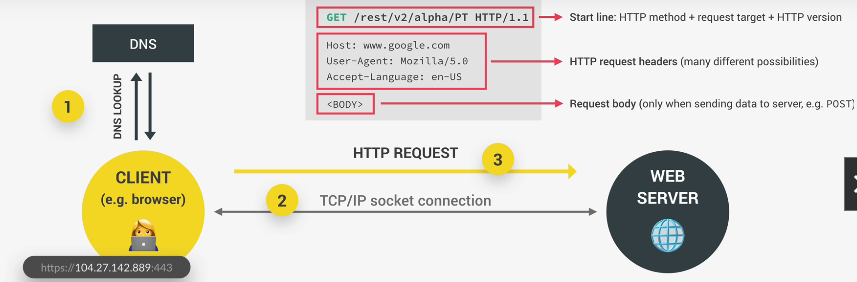 GET /rest/v2/alpha/PT HTTP/1.1
Start line: HTTP method + request target + HTTP version
DNS
Host: www.google.com
User-Agent: Mozilla/5.0
Accept-Language: en-US
HTTP request headers (many different possibilities)
<BODY>
Request body (only when sending data to server, e.g. POST)
1
DNS LOOKUP
HTTP REQUEST
3
CLIENT
(e.g. browser)
2
TCP/IP socket connection
WEB
SERVER
https://104.27.142.889:443